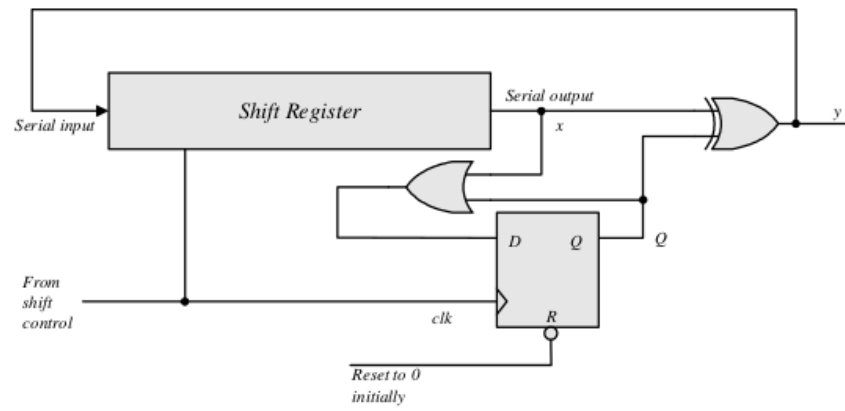 Shift Register
Serial output
Serial input
x
y
D
Q
Q
From
shift
control
clk
R
Reset to 0
initially